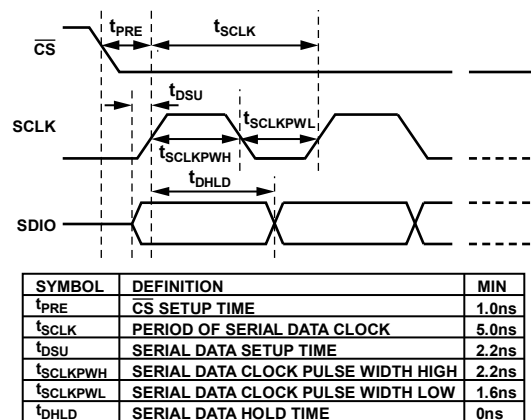 tPRE
tSCLK
CS
tDSU
SCLK
tSCLKPWL
tSCLKPWH
tDHLD
SDIO
SYMBOL DEFINITION MIN
tPRE CS SETUP TIME 1.0ns
tSCLK PERIOD OF SERIAL DATA CLOCK 5.0ns
tDSU SERIAL DATA SETUP TIME 2.2ns
tSCLKPWH SERIAL DATA CLOCK PULSE WIDTH HIGH 2.2ns
tSCLKPWL SERIAL DATA CLOCK PULSE WIDTH LOW 1.6ns
tDHLD SERIAL DATA HOLD TIME 0ns